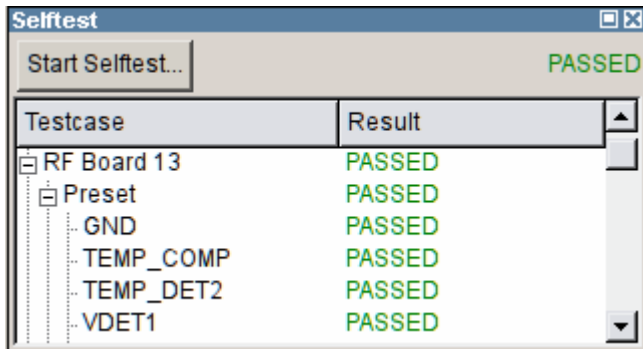 Selftest
Start Selftest... PASSED
Testcase Result
RF Board 13 PASSED
Preset PASSED
GND PASSED
TEMP_COMP PASSED
TEMP_DET2 PASSED
VDET1 PASSED